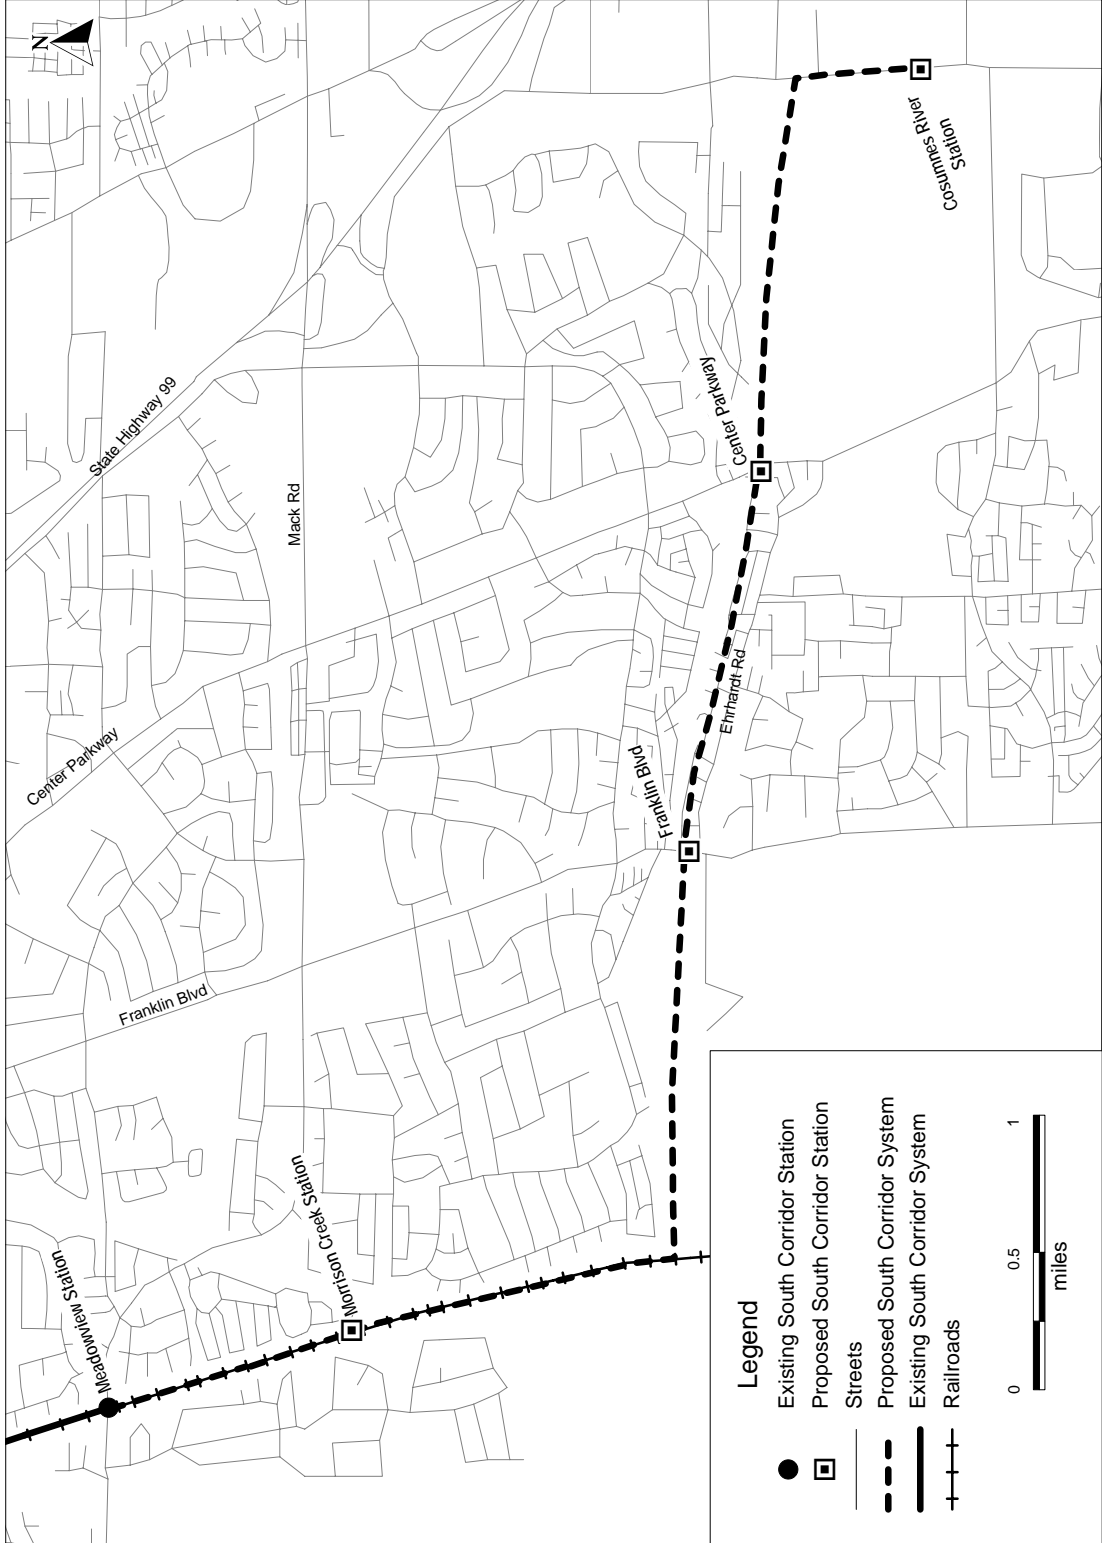 N
State Highway 99
Mack Rd
Center Parkway
Franklin Blvd
Meadowview Station
Morrison Creek Station
Franklin Blvd
Ehrhardt Rd
Center Parkway
Cosumnes River
Station
Legend
Existing South Corridor Station
Proposed South Corridor Station
Streets
Proposed South Corridor System
Existing South Corridor System
Railroads
0 0.5 1
miles